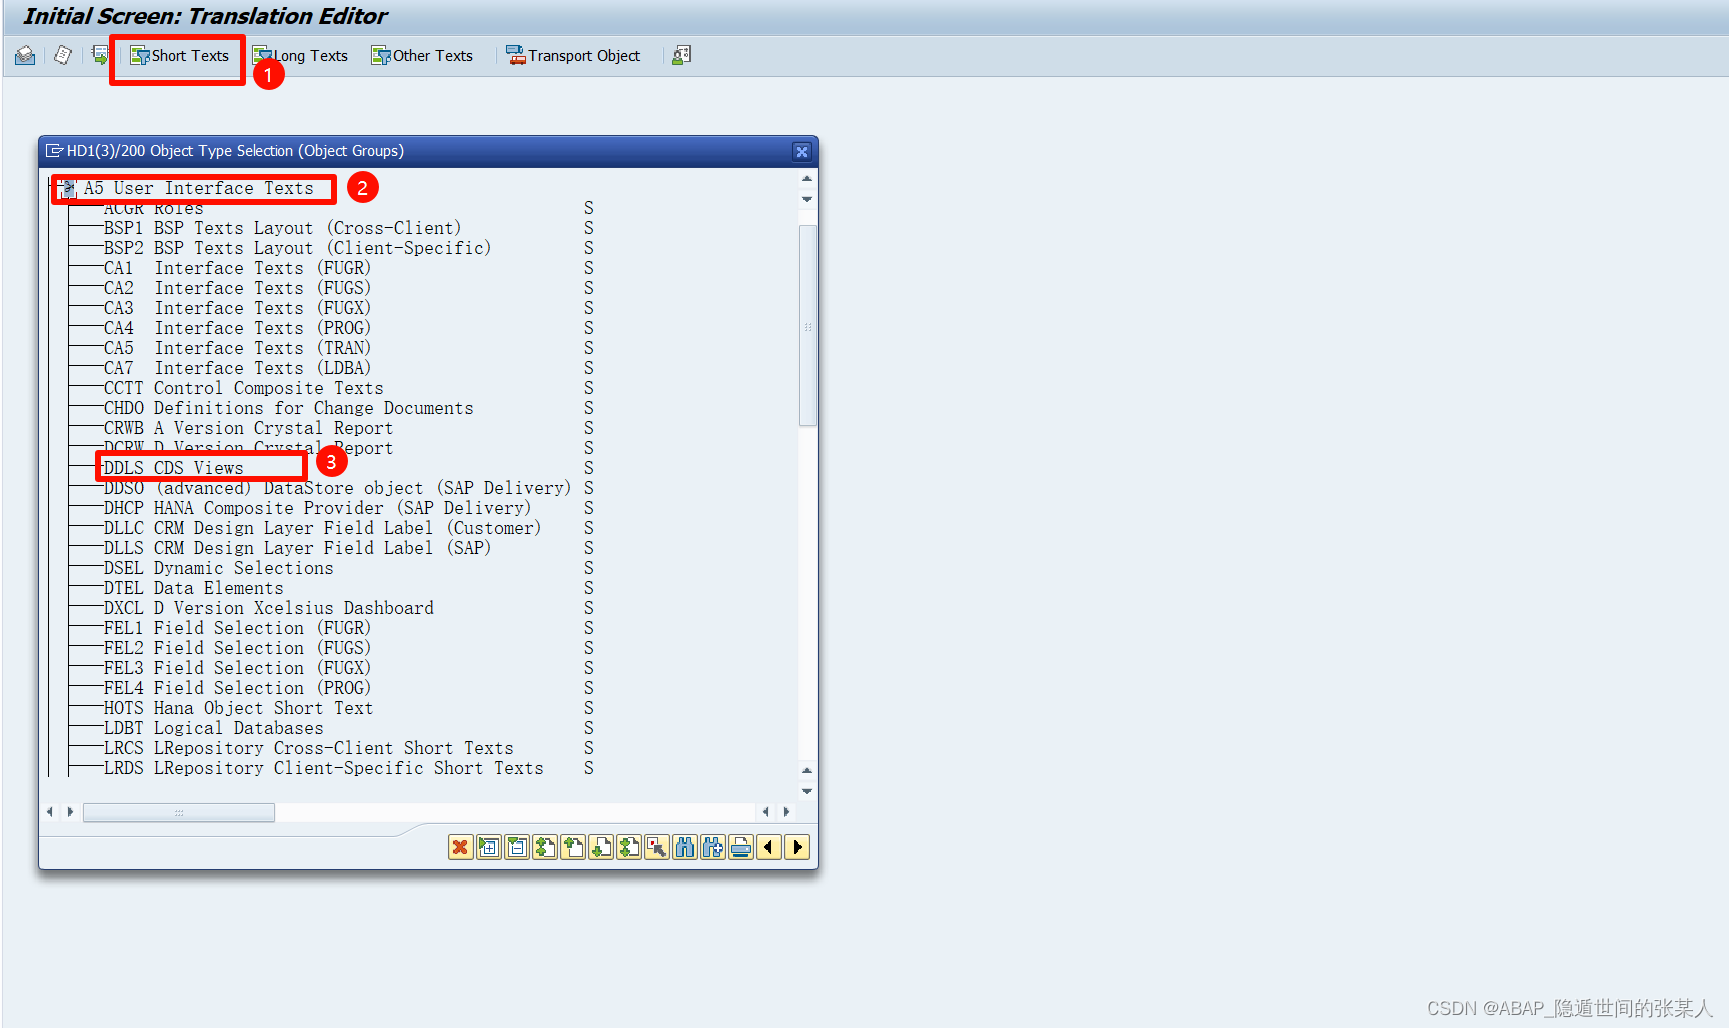 Initial Screen: Translation Editor
Short Texts
Long Texts
Other Texts
Transport Object
1
HD1(3)/200 Object Type Selection (Object Groups)
A5 User Interface Texts
2
ACGR Roles S
BSP1 BSP Texts Layout (Cross-Client) S
BSP2 BSP Texts Layout (Client-Specific) S
CA1 Interface Texts (FUGR) S
CA2 Interface Texts (FUGS) S
CA3 Interface Texts (FUGX) S
CA4 Interface Texts (PROG) S
CA5 Interface Texts (TRAN) S
CA7 Interface Texts (LDBA) S
CCTT Control Composite Texts S
CHDO Definitions for Change Documents S
CRWB A Version Crystal Report S
DCRW D Version Crystal Report S
DDLS CDS Views S
3
DDSO (advanced) DataStore object (SAP Delivery) S
DHCP HANA Composite Provider (SAP Delivery) S
DLLC CRM Design Layer Field Label (Customer) S
DLLS CRM Design Layer Field Label (SAP) S
DSEL Dynamic Selections S
DTEL Data Elements S
DXCL D Version Xcelsius Dashboard S
FEL1 Field Selection (FUGR) S
FEL2 Field Selection (FUGS) S
FEL3 Field Selection (FUGX) S
FEL4 Field Selection (PROG) S
HOTS Hana Object Short Text S
LDBT Logical Databases S
LRCS LRepository Cross-Client Short Texts S
LRDS LRepository Client-Specific Short Texts S
CSDN @ABAP_隐遁世间的张某人